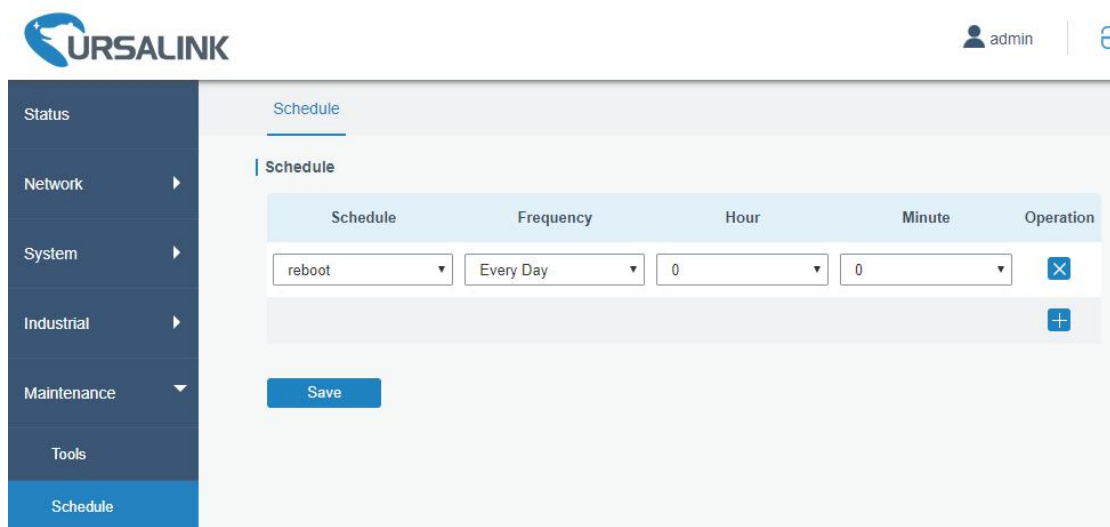 URSALINK
admin
Status
Network
System
Industrial
Maintenance
Tools
Schedule
Schedule
Schedule
Schedule Frequency Hour Minute Operation
reboot Every Day 0 0
Save